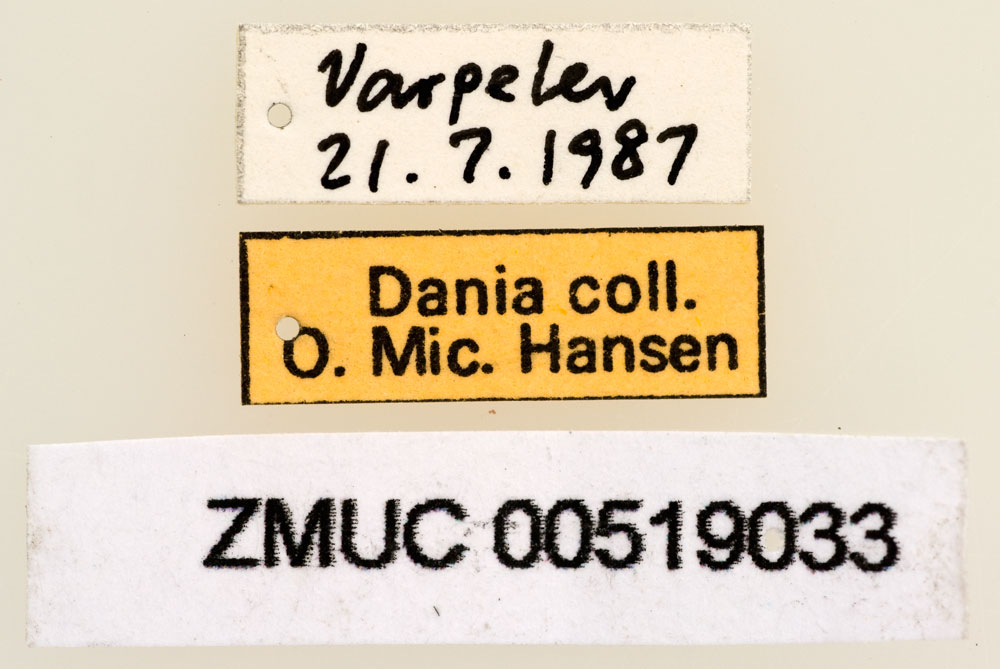 Varpelev
21.7.1987
Dania coll.
O. Mic. Hansen
ZMUC 00519033